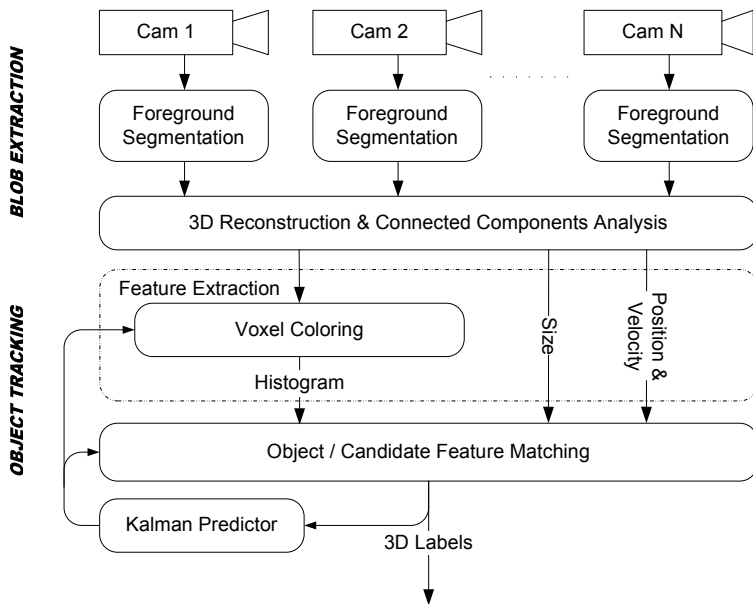 Cam 1
Cam 2
Cam N
. . . . . . . . . .
BLOB EXTRACTION
Foreground
Segmentation
Foreground
Segmentation
Foreground
Segmentation
3D Reconstruction & Connected Components Analysis
OBJECT TRACKING
Feature Extraction
Voxel Coloring
Histogram
Size
Position &
Velocity
Object / Candidate Feature Matching
Kalman Predictor
3D Labels